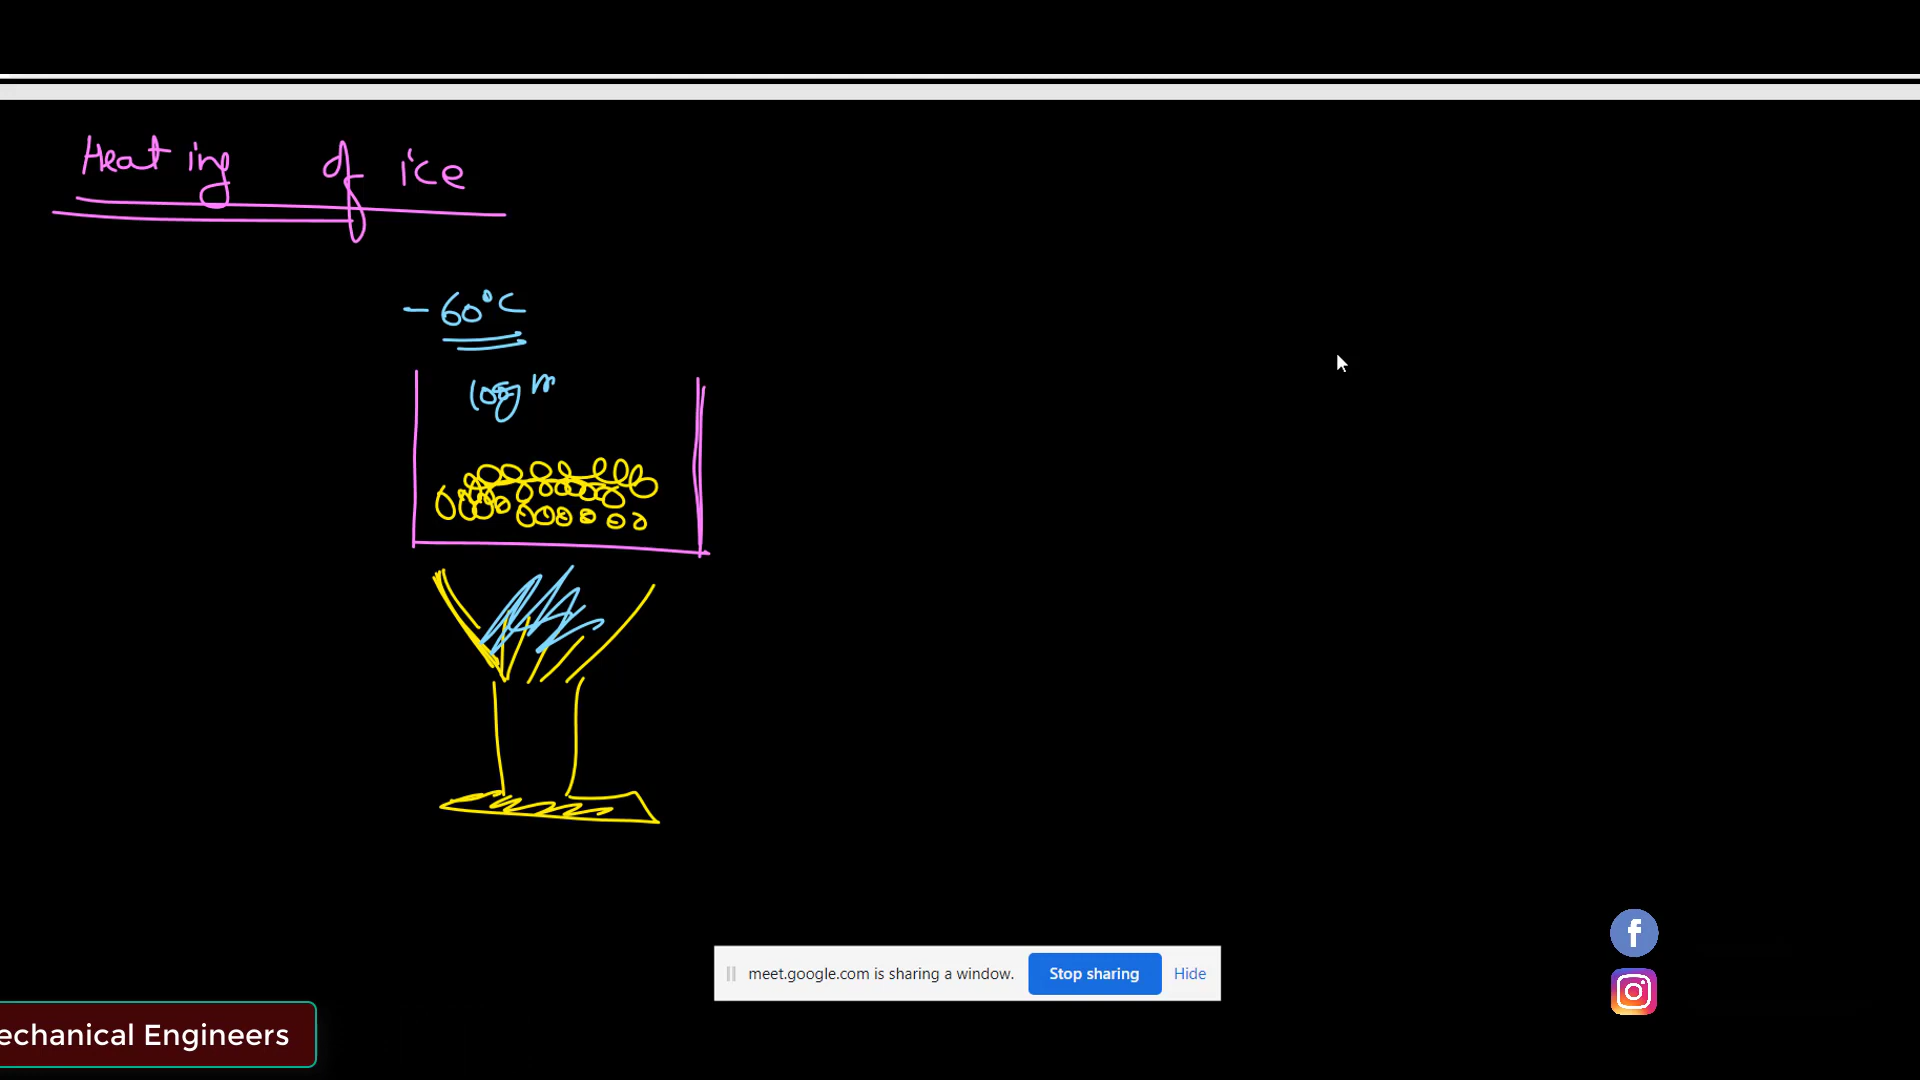 Heating of ice
- 60°C
m
meet.google.com is sharing a window. Stop sharing Hide
echanical Engineers